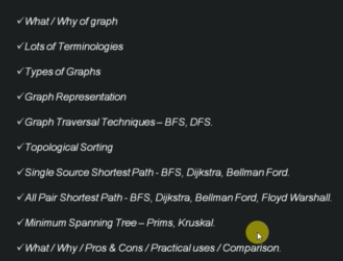 ✓What / Why of graph
✓Lots of Terminologies
✓Types of Graphs
✓Graph Representation
✓Graph Traversal Techniques – BFS, DFS.
✓Topological Sorting
✓Single Source Shortest Path - BFS, Dijkstra, Bellman Ford.
✓All Pair Shortest Path - BFS, Dijkstra, Bellman Ford, Floyd Warshall.
✓Minimum Spanning Tree – Prims, Kruskal.
✓What / Why / Pros & Cons / Practical uses / Comparison.